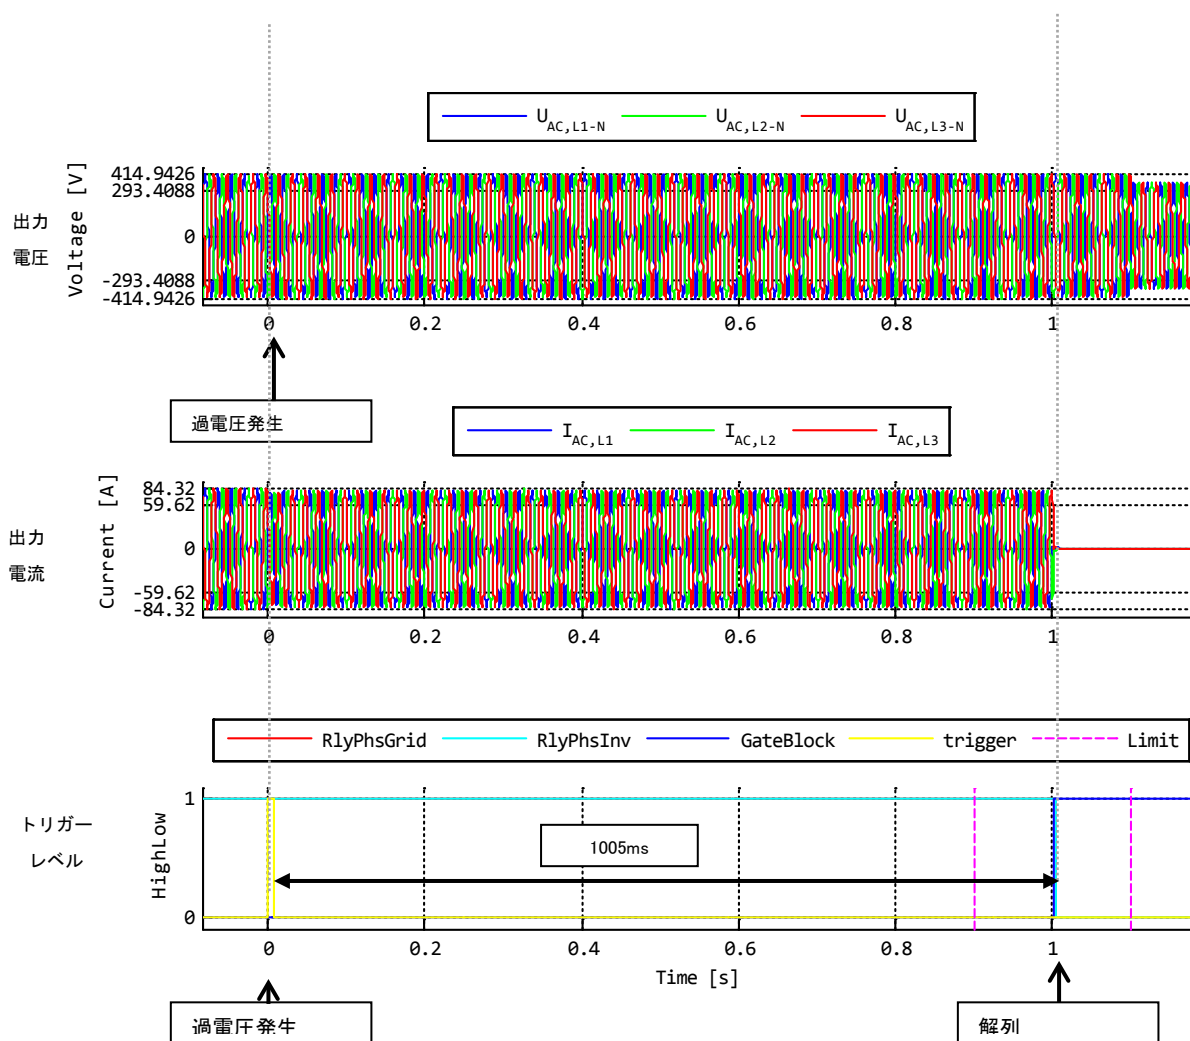 U_AC,L1-N U_AC,L2-N U_AC,L3-N
出力
電圧
Voltage [V]
414.9426
293.4088
0
-293.4088
-414.9426
0 0.2 0.4 0.6 0.8 1
過電圧発生
I_AC,L1 I_AC,L2 I_AC,L3
出力
電流
Current [A]
84.32
59.62
0
-59.62
-84.32
0 0.2 0.4 0.6 0.8 1
RlyPhsGrid RlyPhsInv GateBlock trigger Limit
トリガー
レベル
HighLow
1
0
1005ms
0 0.2 0.4 0.6 0.8 1
Time [s]
過電圧発生
解列